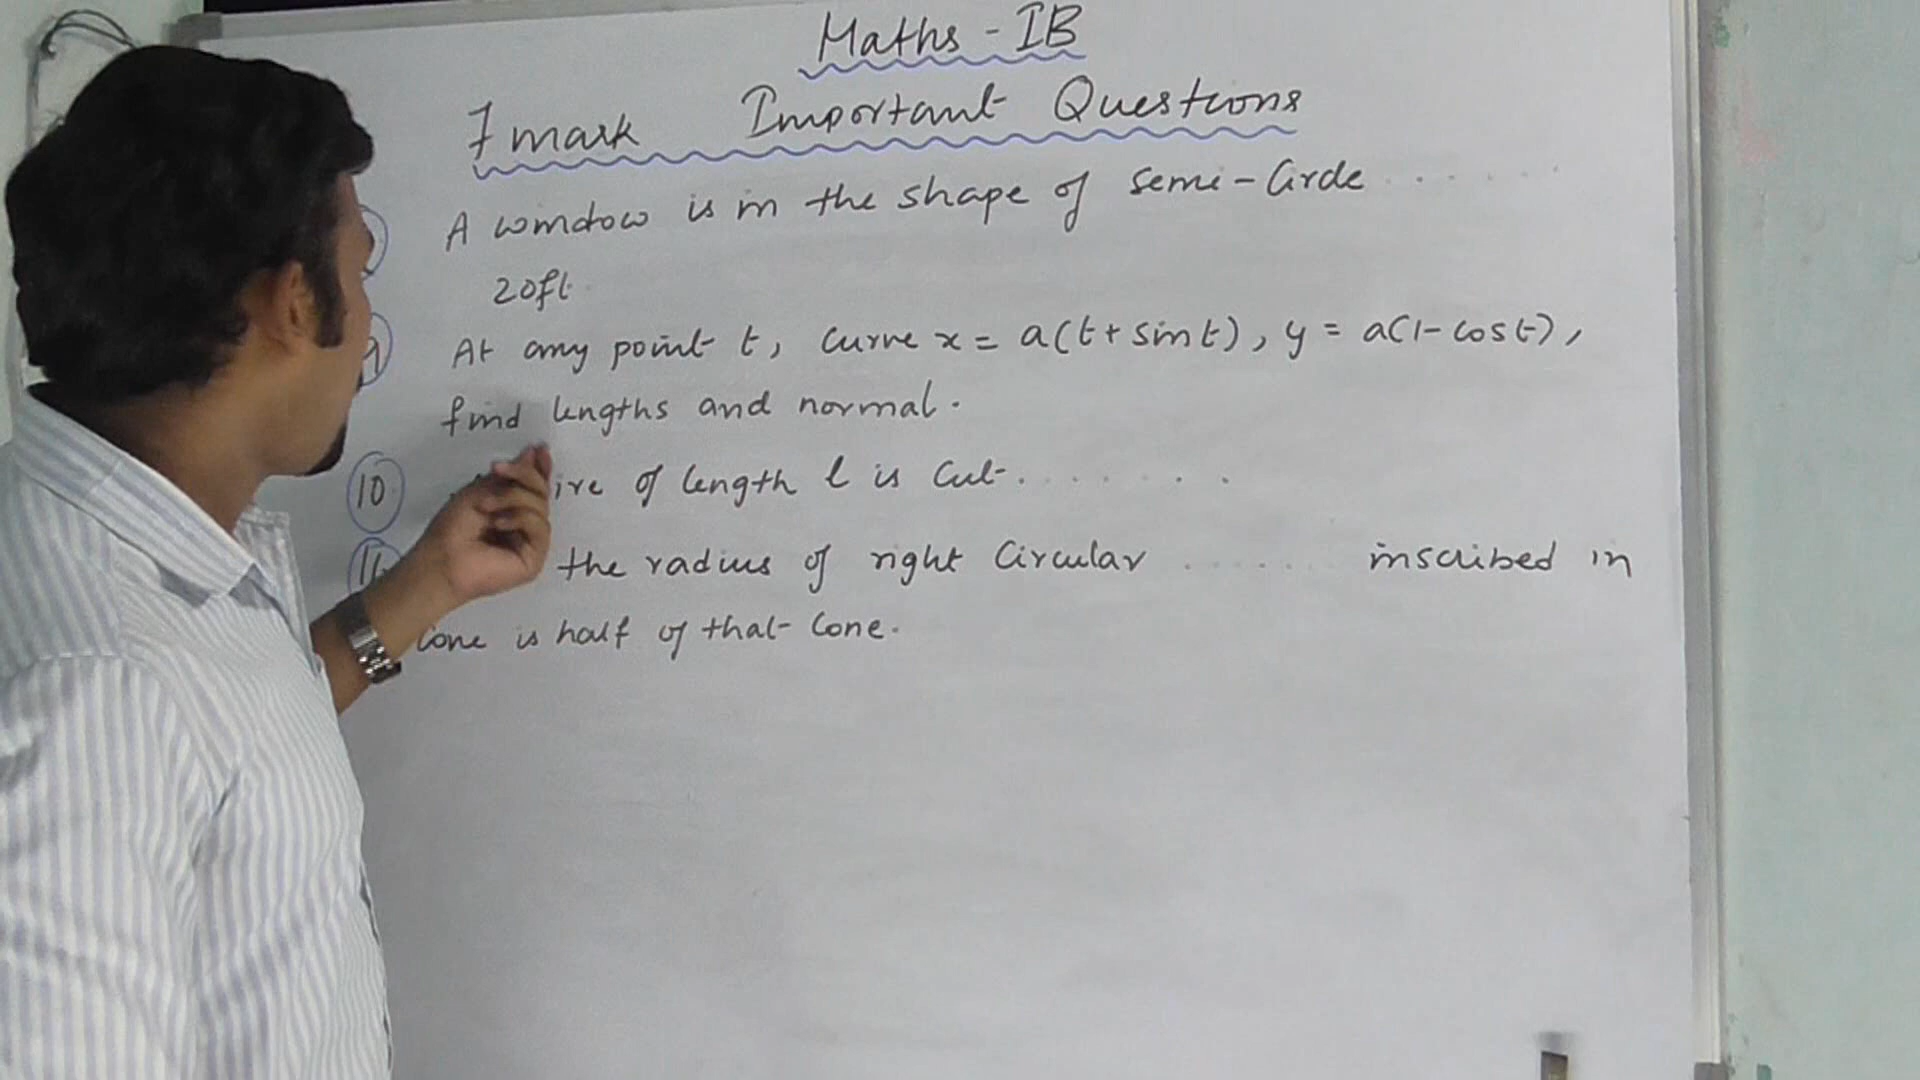 Maths - IB
7 mark Important Questions
A window is in the shape of semi-Circle . . . . . .
20ft.
9 At any point t, Curve x = a(t + sin t), y = a(1 - cos t),
find lengths and normal.
10 of length l is Cut . . . . . . .
the radius of right Circular . . . . . . inscribed in
Cone is half of that Cone.